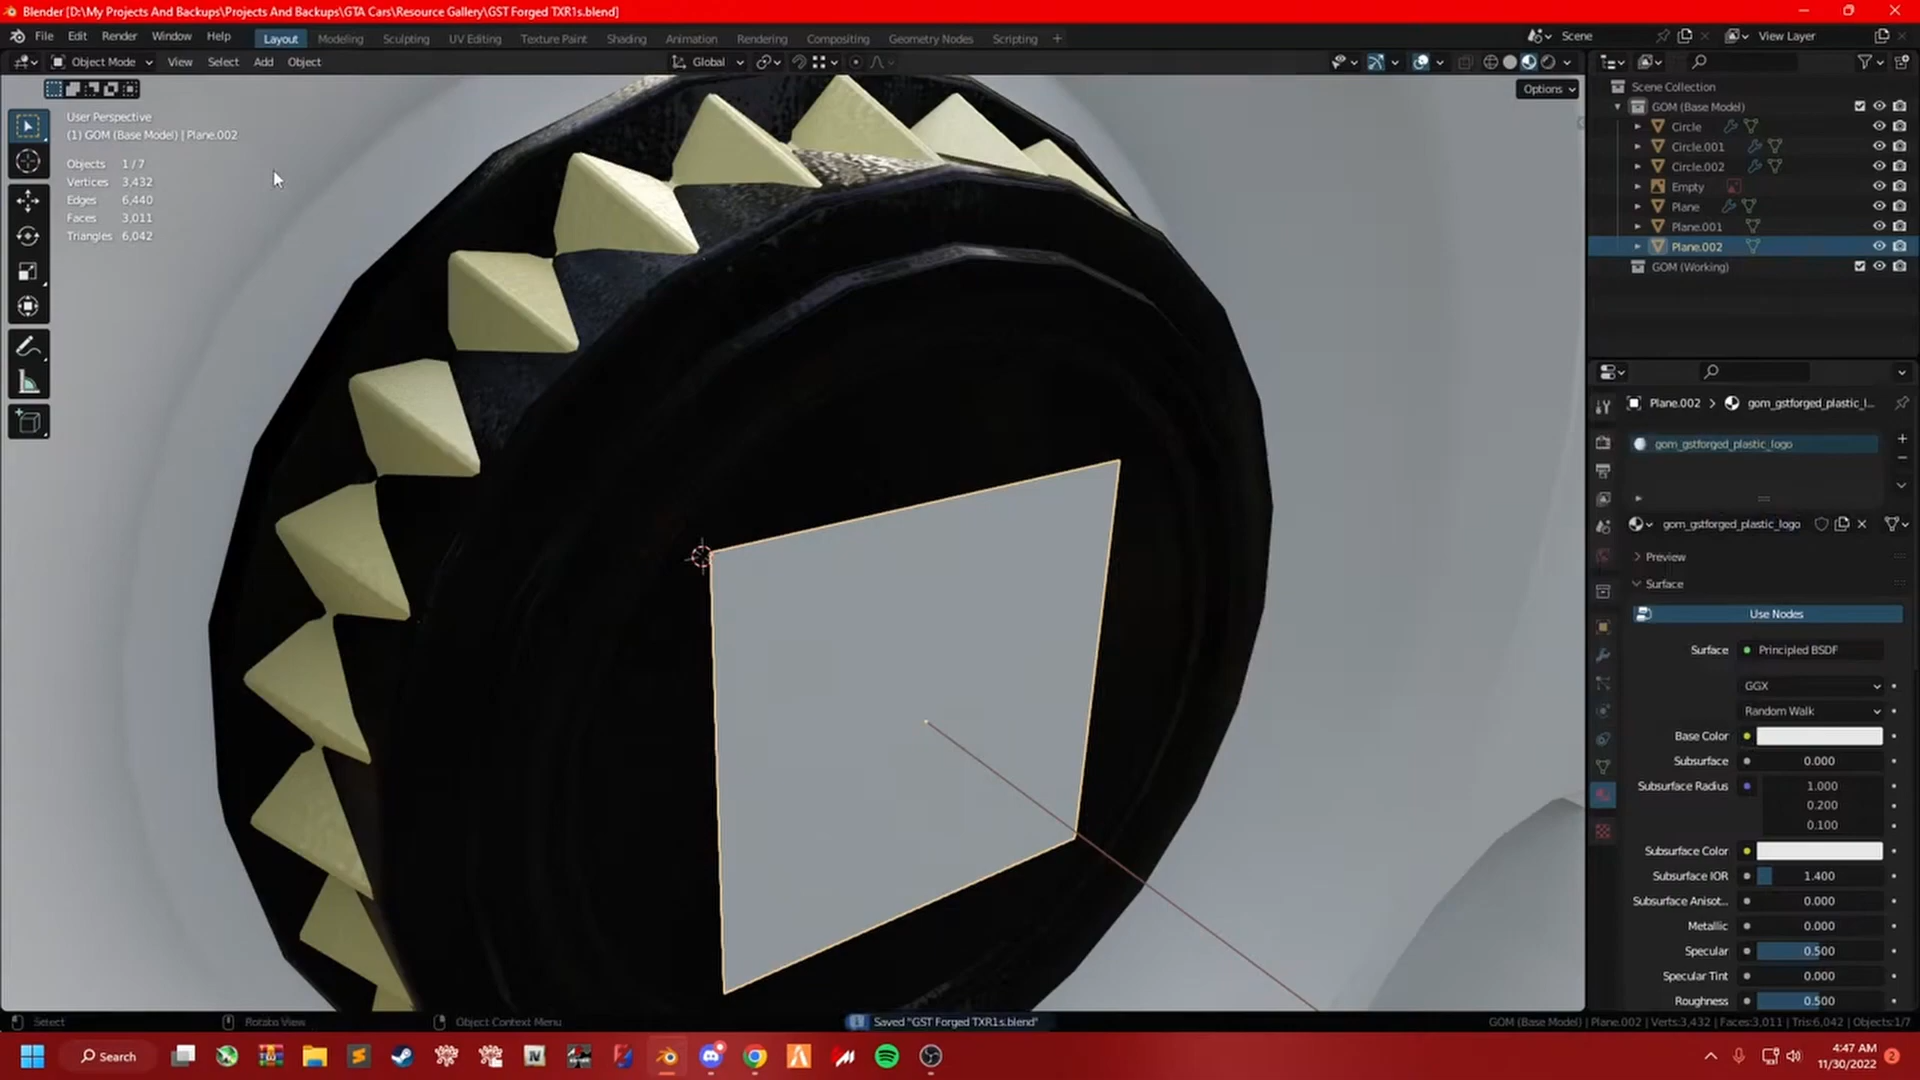 Blender [D:\My Projects And Backups\Projects And Backups\GTA Cars\Resource Gallery\GST Forged TXR1s.blend]
File Edit Render Window Help Layout Modeling Sculpting UV Editing Texture Paint Shading Animation Rendering Compositing Geometry Nodes Scripting + Scene View Layer
Object Mode View Select Add Object Global
Options
User Perspective
(1) GOM (Base Model) | Plane.002
Objects 1/7
Vertices 3,432
Edges 6,440
Faces 3,011
Triangles 6,042
Scene Collection
GOM (Base Model)
Circle
Circle.001
Circle.002
Empty
Plane
Plane.001
Plane.002
GOM (Working)
Plane.002 > gom_gstforged_plastic_l...
gom_gstforged_plastic_logo
gom_gstforged_plastic_logo
Preview
Surface
Use Nodes
Surface Principled BSDF
GGX
Random Walk
Base Color
Subsurface 0.000
Subsurface Radius 1.000
0.200
0.100
Subsurface Color
Subsurface IOR 1.400
Subsurface Anisot... 0.000
Metallic 0.000
Specular 0.500
Specular Tint 0.000
Roughness 0.500
Select Rotate View Object Context Menu Saved "GST Forged TXR1s.blend" GOM (Base Model) | Plane.002 | Verts:3,432 | Faces:3,011 | Tris:6,042 | Objects:1/7
Search
4:47 AM
11/30/2022
2